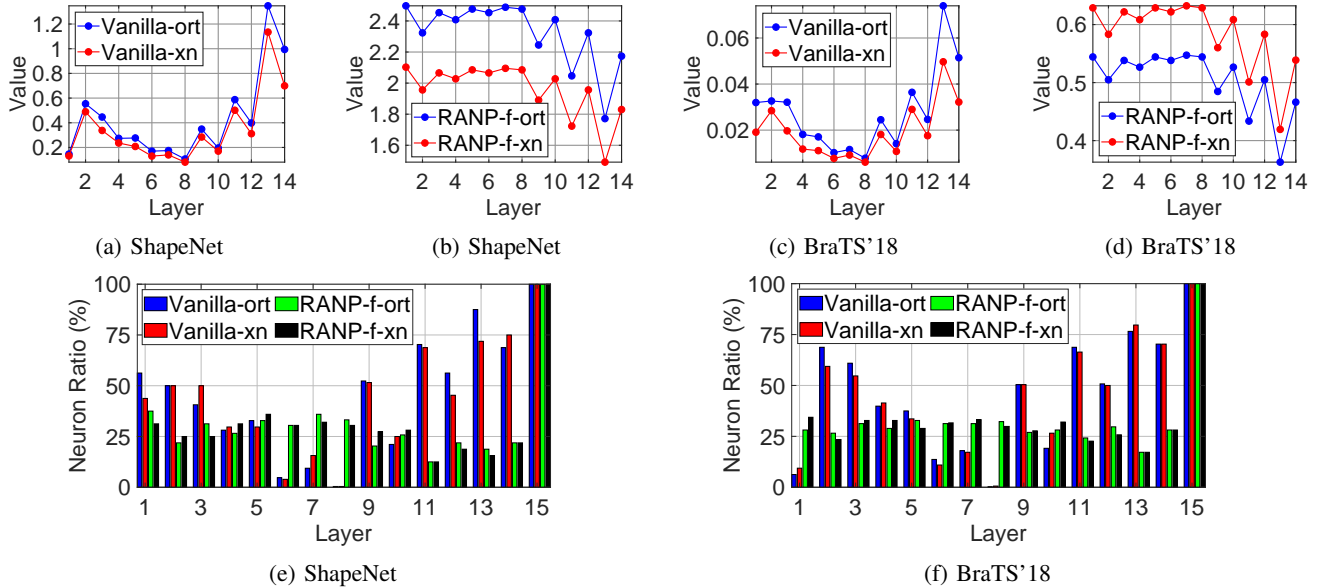 Value
1.2
1
0.8
0.6
0.4
0.2
Vanilla-ort
Vanilla-xn
2 4 6 8 10 12 14
Layer
(a) ShapeNet
Value
2.4
2.2
2
1.8
1.6
RANP-f-ort
RANP-f-xn
2 4 6 8 10 12 14
Layer
(b) ShapeNet
Value
0.06
0.04
0.02
Vanilla-ort
Vanilla-xn
2 4 6 8 10 12 14
Layer
(c) BraTS'18
Value
0.6
0.5
0.4
RANP-f-ort
RANP-f-xn
2 4 6 8 10 12 14
Layer
(d) BraTS'18
Neuron Ratio (%)
100
75
50
25
0
Vanilla-ort RANP-f-ort
Vanilla-xn RANP-f-xn
1 3 5 7 9 11 13 15
Layer
(e) ShapeNet
Neuron Ratio (%)
100
75
50
25
0
Vanilla-ort RANP-f-ort
Vanilla-xn RANP-f-xn
1 3 5 7 9 11 13 15
Layer
(f) BraTS'18